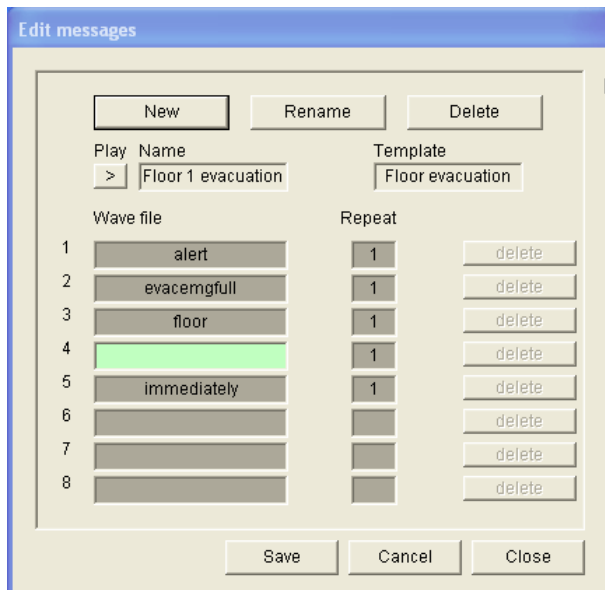 Edit messages
New Rename Delete
Play Name Template
> Floor 1 evacuation Floor evacuation
Wave file Repeat
1 alert 1 delete
2 evacemgfull 1 delete
3 floor 1 delete
4 1 delete
5 immediately 1 delete
6 delete
7 delete
8 delete
Save Cancel Close